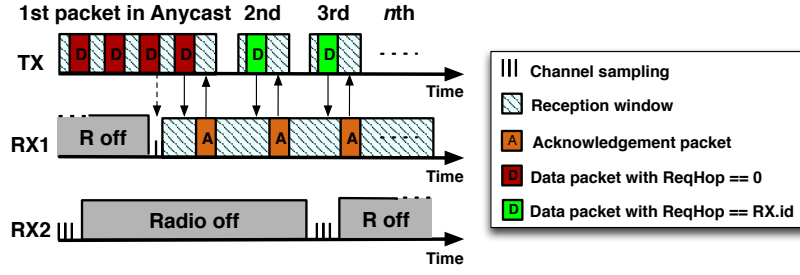 1st packet in Anycast 2nd 3rd nth
TX D D D D D D
Time
RX1 R off A A A
Time
RX2 Radio off R off
Time
Channel sampling
Reception window
A Acknowledgement packet
D Data packet with ReqHop == 0
D Data packet with ReqHop == RX.id